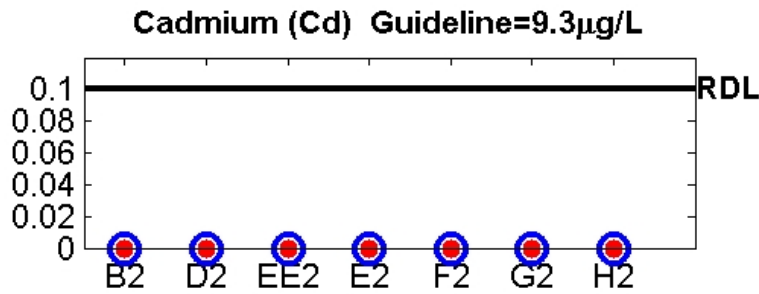 Cadmium (Cd) Guideline=9.3µg/L
0.1
RDL
0.08
0.06
0.04
0.02
0
B2 D2 EE2 E2 F2 G2 H2